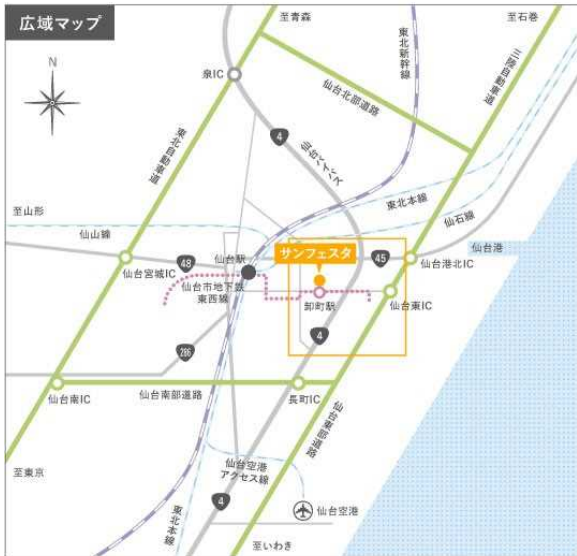 広域マップ
至青森
至石巻
N
泉IC
東北新幹線
三陸自動車道
仙台北部道路
4
仙台バイパス
東北自動車道
東北本線
至山形
仙石線
仙山線
仙台港
仙台駅
サンフェスタ
48
45
仙台宮城IC
仙台港北IC
仙台市地下鉄
東西線
卸町駅
仙台東IC
4
286
仙台南IC
仙台南部道路
長町IC
仙台東部道路
至東京
仙台空港
アクセス線
4
東北本線
仙台空港
至いわき